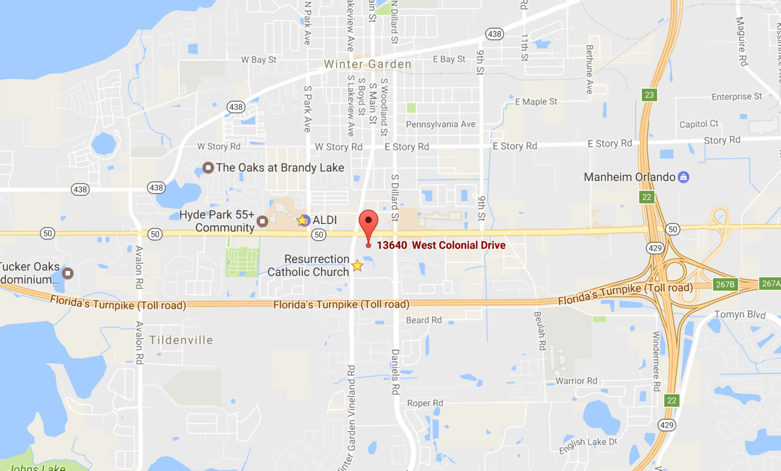 N Park Ave
Lakeview Ave
Main St
N Dillard St
Rd
438
11th St
Maguire Rd
W Bay St
Winter Garden
E Bay St
9th St
Bethune Ave
23
Enterprise St
438
S Park Ave
S Lakeview Ave
S Boyd St
S Main St
S Woodland St
E Maple St
Pennsylvania Ave
Capitol Ct
W Story Rd
W Story Rd
E Story Rd
E Story Rd
Story Rd
The Oaks at Brandy Lake
Manheim Orlando
438
438
S Dillard St
9th St
22
Hyde Park 55+
Community
ALDI
50
50
50
50
13640 West Colonial Drive
429
Avalon Rd
Resurrection
Catholic Church
Tucker Oaks
dominium...
267B
267A
Florida's Turnpike (Toll road)
Florida's Turnpike (Toll road)
Florida's Turnpike (Toll road)
Tomyn Blvd
Beard Rd
Beulah Rd
Avalon Rd
Tildenville
Windermere Rd
Daniels Rd
Winter Garden Vineland Rd
Warrior Rd
22
Roper Rd
429
English Lake Dr
Johns Lake